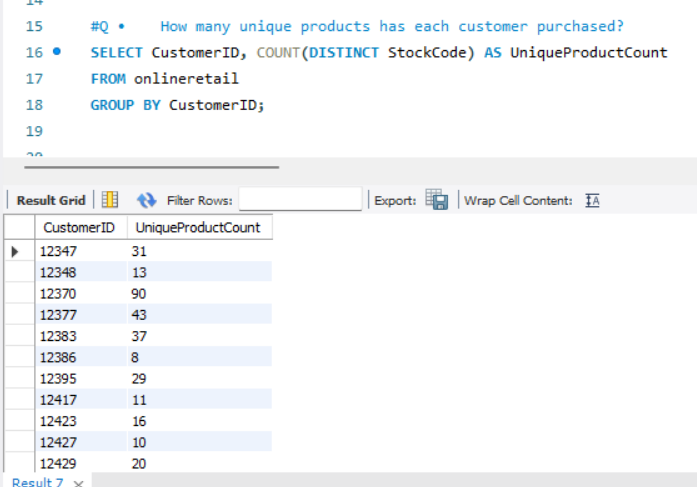 15 #Q • How many unique products has each customer purchased?
16 SELECT CustomerID, COUNT(DISTINCT StockCode) AS UniqueProductCount
17 FROM onlineretail
18 GROUP BY CustomerID;
19
Result Grid Filter Rows: Export: Wrap Cell Content:
CustomerID UniqueProductCount
12347 31
12348 13
12370 90
12377 43
12383 37
12386 8
12395 29
12417 11
12423 16
12427 10
12429 20
Result 7 ×